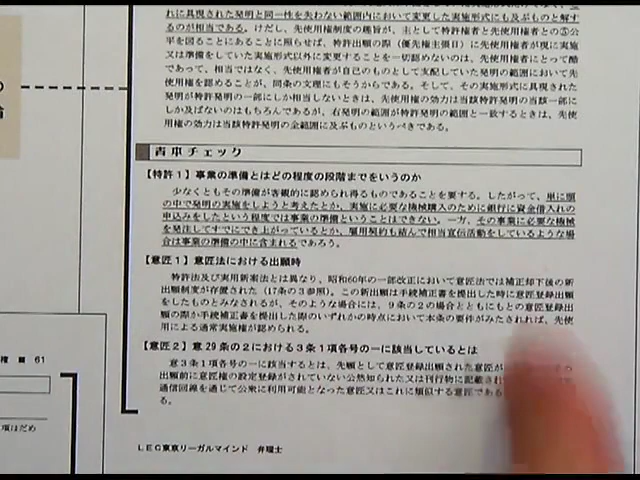 れに具現された発明と同一性を失わない範囲内において変更した実施形式にも及ぶものと解す
るのが相当である。けだし、先使用権制度の趣旨が、主として特許権者と先使用権者との⑤公
平を図ることにあることに照らせば、特許出願の際（優先権主張日）に先使用権者が現に実施
又は準備をしていた実施形式以外に変更することを一切認めないのは、先使用権者にとって酷
であって、相当ではなく、先使用権者が自己のものとして支配していた発明の範囲において先
使用権を認めることが、同条の文理にもそうからである。そして、その実施形式に具現された
発明が特許発明の一部にしか相当しないときは、先使用権の効力は当該特許発明の当該一部に
しか及ばないのはもちろんであるが、右発明の範囲が特許発明の範囲と一致するときは、先使
用権の効力は当該特許発明の全範囲に及ぶものというべきである。
青本チェック
【特許１】事業の準備とはどの程度の段階までをいうのか
少なくともその準備が客観的に認められ得るものであることを要する。したがって、単に頭
の中で発明の実施をしようと考えたとか、実施に必要な機械購入のために銀行に資金借入れの
申込みをしたという程度では事業の準備ということはできない。一方、その事業に必要な機械
を発注してすでにでき上がっているとか、雇用契約も結んで相当宣伝活動をしているような場
合は事業の準備の中に含まれるであろう。
【意匠１】意匠法における出願時
特許法及び実用新案法とは異なり、昭和60年の一部改正において意匠法では補正却下後の新
出願制度が存置された（17条の３参照）。この新出願は手続補正書を提出した時に意匠登録出願
をしたものとみなされるが、そのような場合には、９条の２の場合とともにもとの意匠登録出
願の際か手続補正書を提出した際のいずれかの時点において本条の要件がみたされれば、先使
用による通常実施権が認められる。
【意匠２】意29条の２における３条１項各号の一に該当しているとは
意３条１項各号の一に該当するとは、先願として意匠登録出願された意匠が
出願前に意匠権の設定登録がされていない公然知られた又は刊行物に記載され
通信回線を通じて公衆に利用可能となった意匠又はこれに類似する意匠である
る。
権 編 61
項はだめ
ＬＥＣ東京リーガルマインド　弁理士